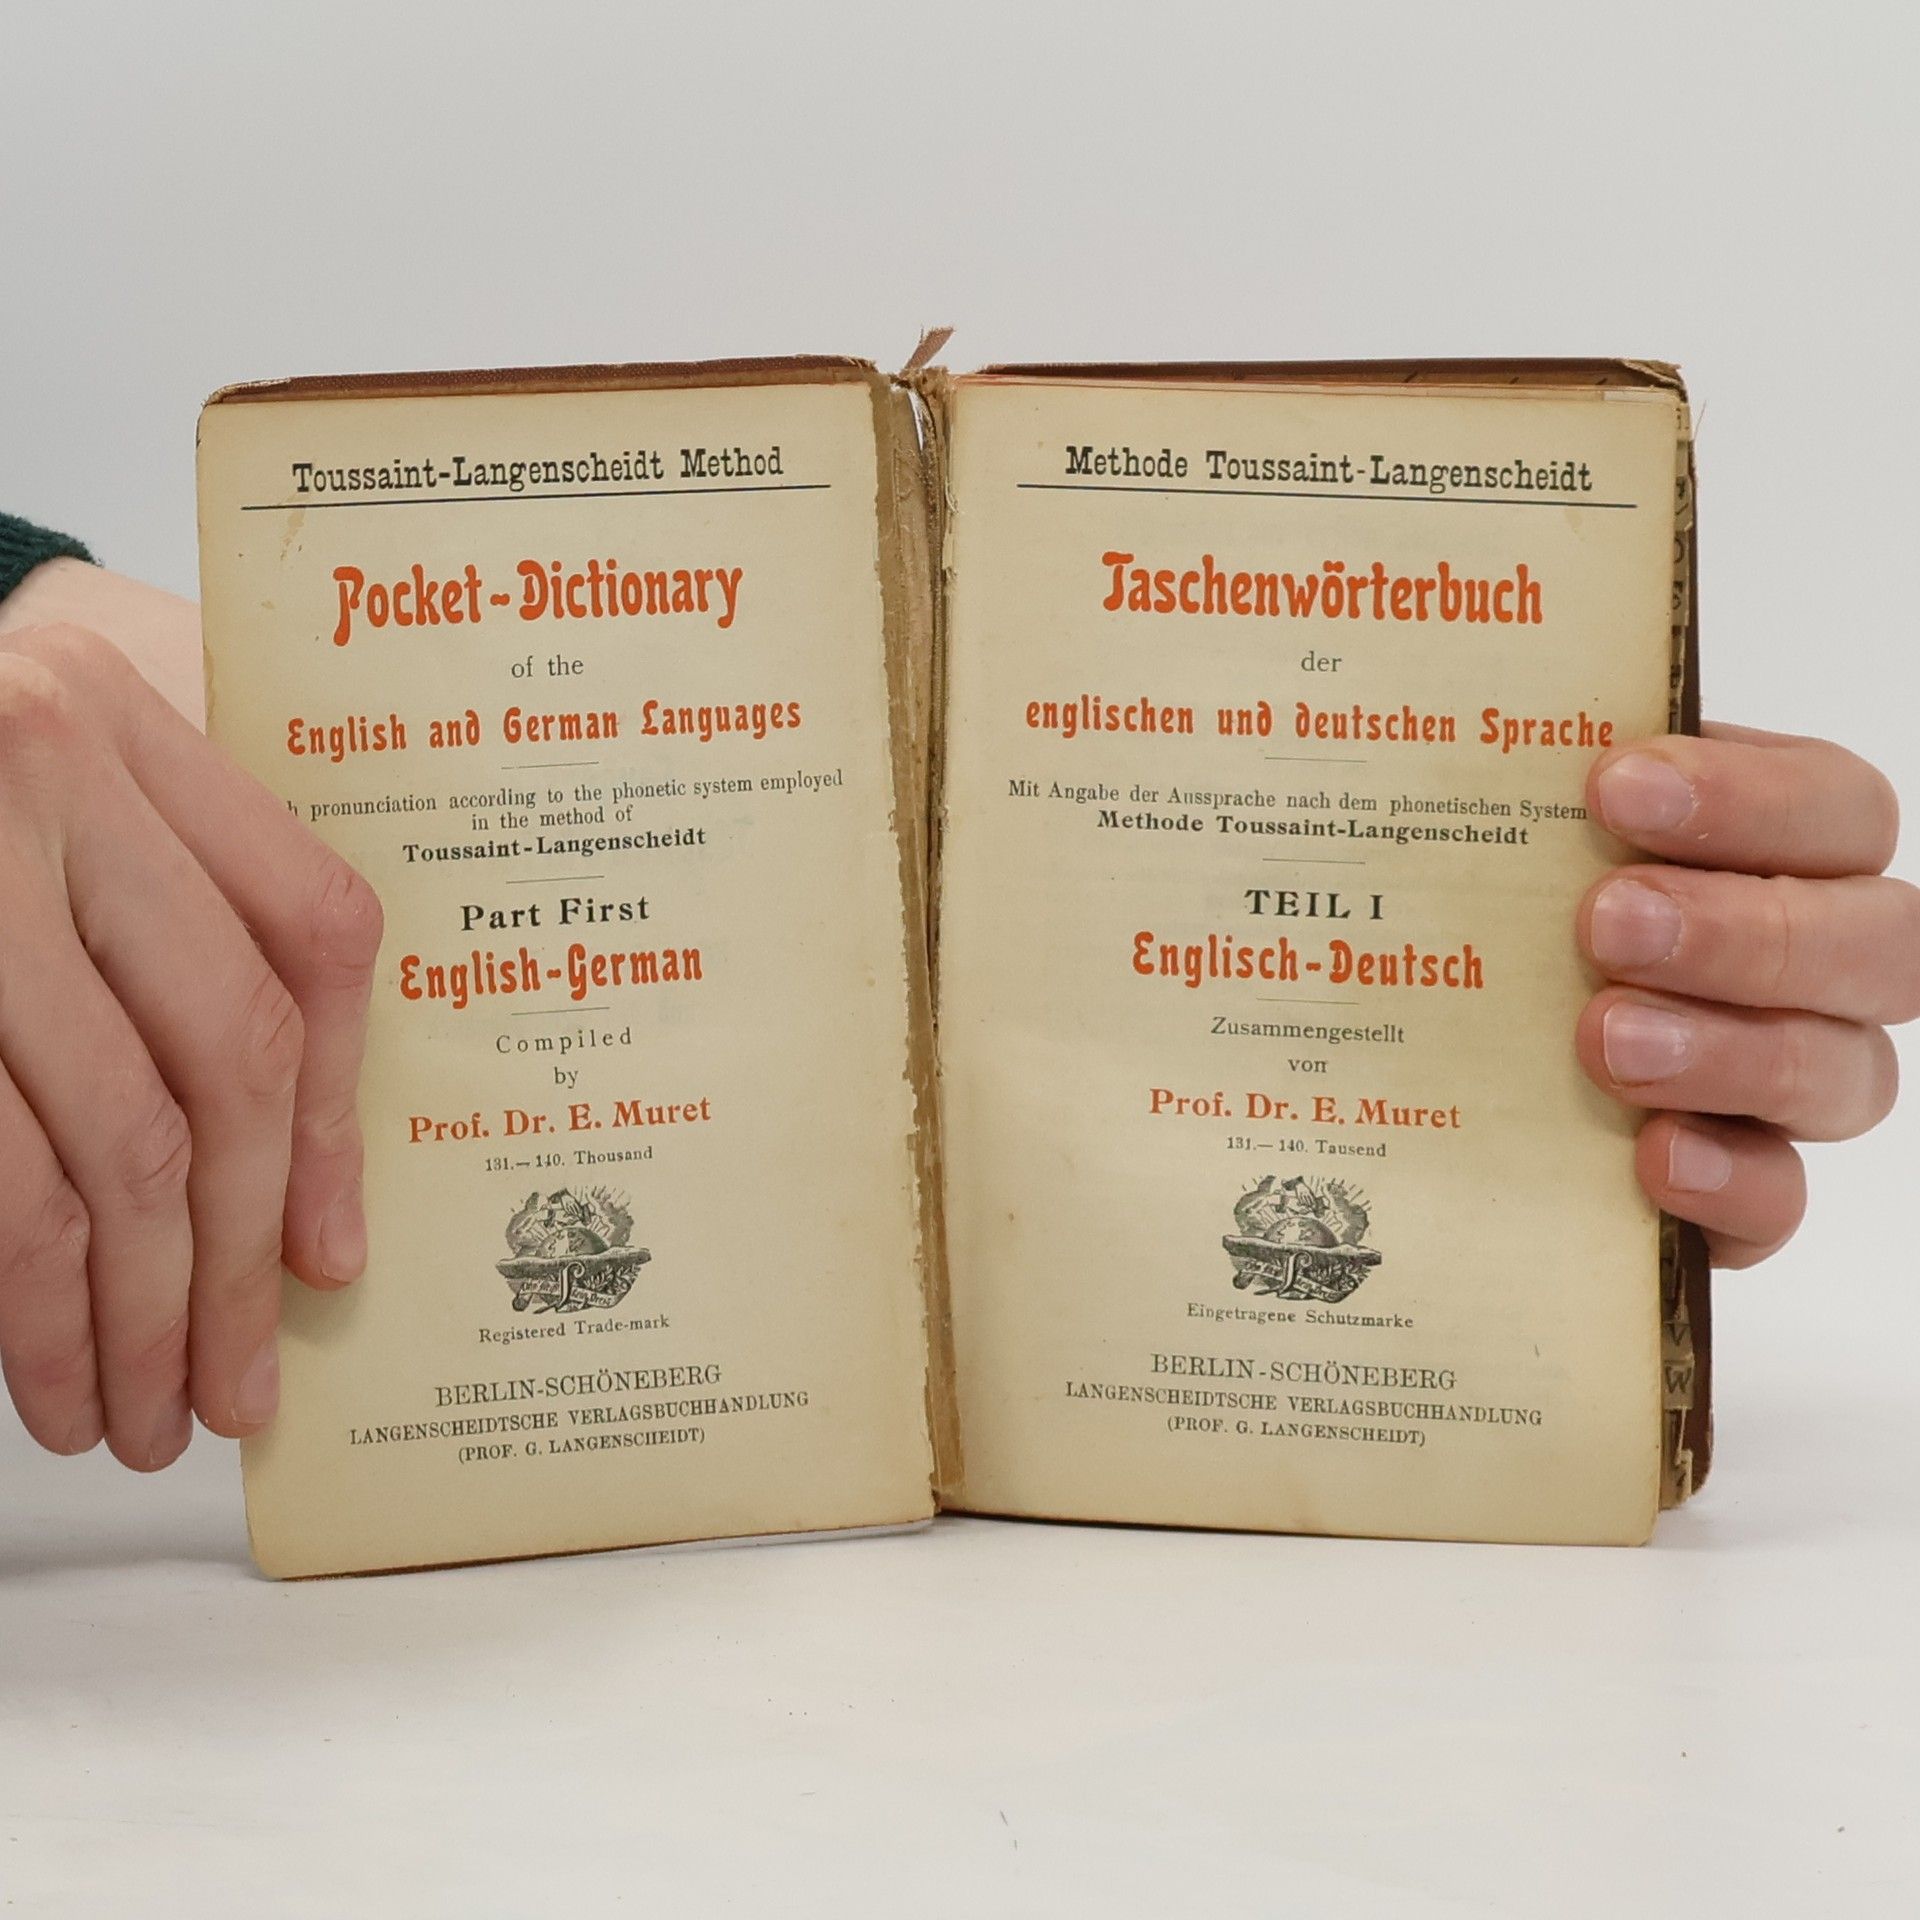 Toussaint-Langenscheidt Method
Pocket-Dictionary
of the
English and German Languages
pronunciation according to the phonetic system employed
in the method of
Toussaint-Langenscheidt
Part First
English-German
Compiled
by
Prof. Dr. E. Muret
131.—140. Thousand
Registered Trade-mark
BERLIN-SCHÖNEBERG
LANGENSCHEIDTSCHE VERLAGSBUCHHANDLUNG
(PROF. G. LANGENSCHEIDT)
Methode Toussaint-Langenscheidt
Taschenwörterbuch
der
englischen und deutschen Sprache
Mit Angabe der Aussprache nach dem phonetischen System
Methode Toussaint-Langenscheidt
TEIL I
Englisch-Deutsch
Zusammengestellt
von
Prof. Dr. E. Muret
131.—140. Tausend
Eingetragene Schutzmarke
BERLIN-SCHÖNEBERG
LANGENSCHEIDTSCHE VERLAGSBUCHHANDLUNG
(PROF. G. LANGENSCHEIDT)
V
W